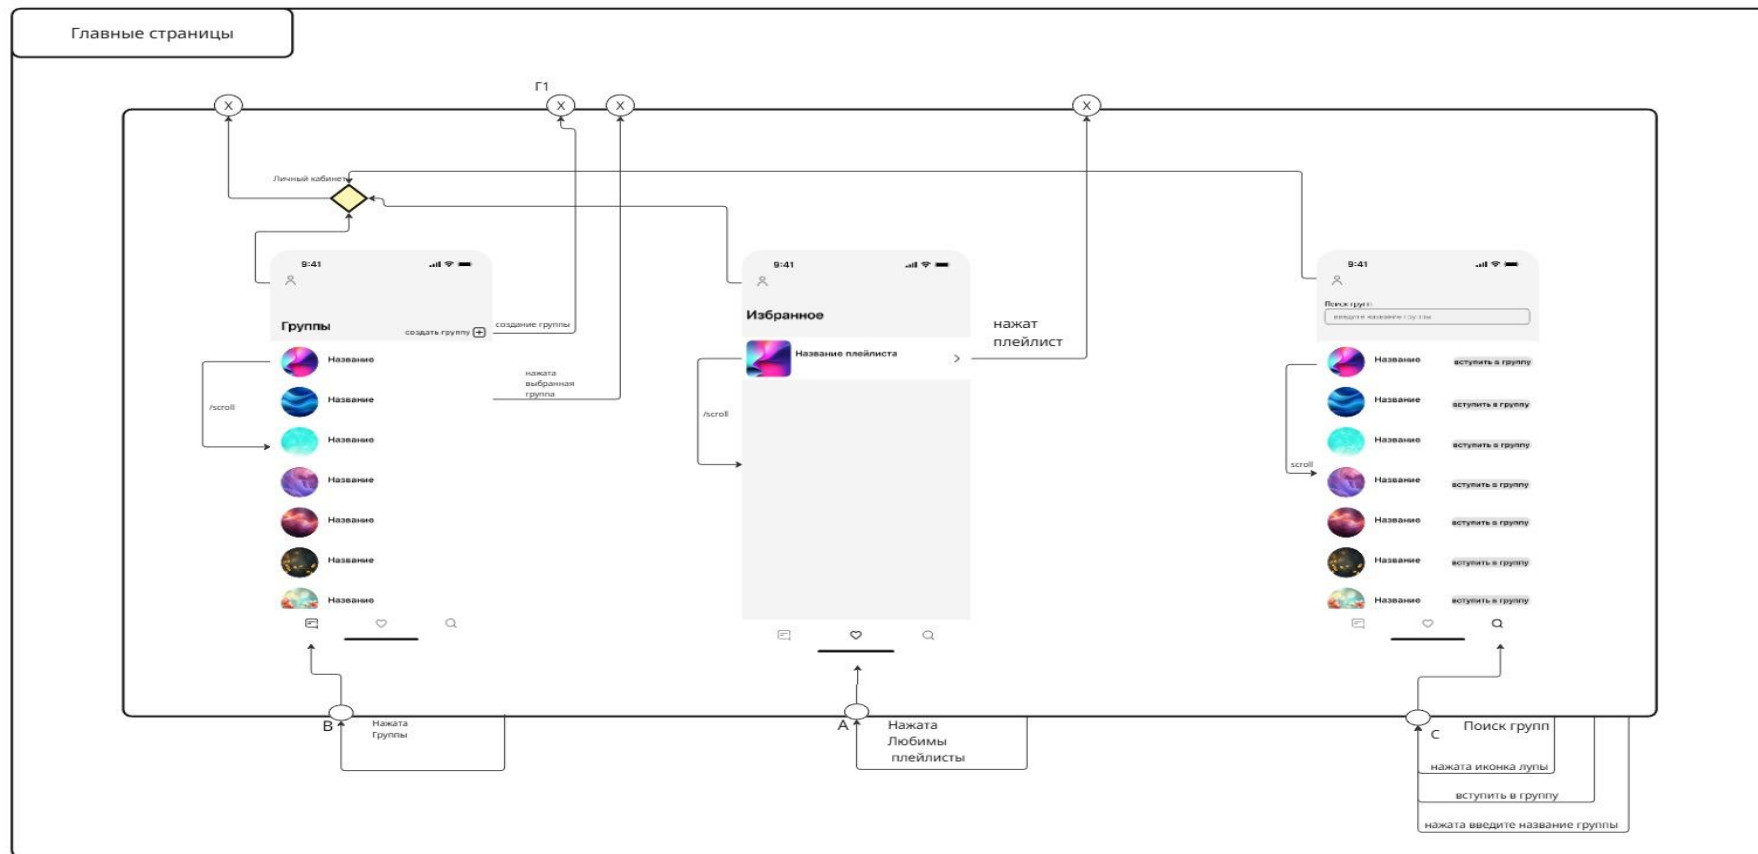 Главные страницы
Г1
X
X
X
X
Личный кабинет
9:41
Группы
создать группу
создание группы
Название
Название
Название
Название
Название
Название
Название
/scroll
нажата
выбранная
группа
9:41
Избранное
Название плейлиста
нажат
плейлист
/scroll
9:41
Поиск групп
введите название группы
Название
вступить в группу
Название
вступить в группу
Название
вступить в группу
Название
вступить в группу
Название
вступить в группу
Название
вступить в группу
Название
вступить в группу
scroll
B
Нажата
Группы
A
Нажата
Любимы
плейлисты
C
Поиск групп
нажата иконка лупы
вступить в группу
нажата введите название группы